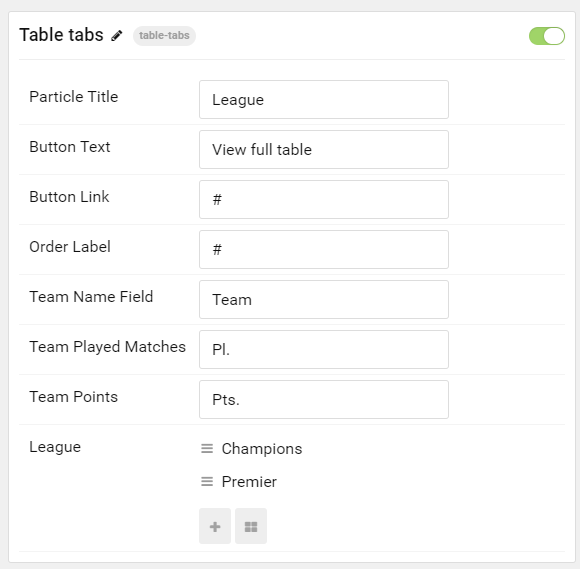 Table tabs table-tabs
Particle Title League
Button Text View full table
Button Link #
Order Label #
Team Name Field Team
Team Played Matches Pl.
Team Points Pts.
League Champions
Premier